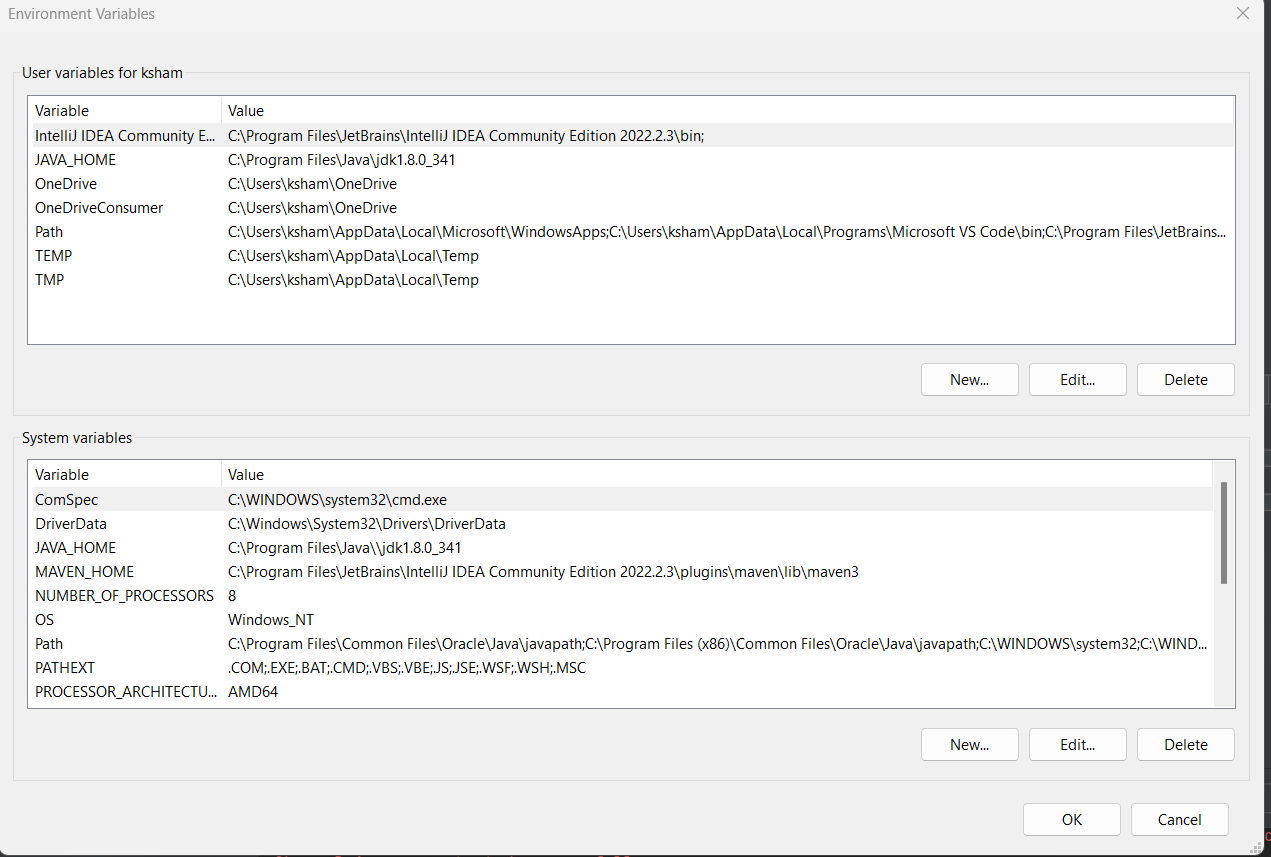 Environment Variables
User variables for ksham
Variable Value
IntelliJ IDEA Community E... C:\Program Files\JetBrains\IntelliJ IDEA Community Edition 2022.2.3\bin;
JAVA_HOME C:\Program Files\Java\jdk1.8.0_341
OneDrive C:\Users\ksham\OneDrive
OneDriveConsumer C:\Users\ksham\OneDrive
Path C:\Users\ksham\AppData\Local\Microsoft\WindowsApps;C:\Users\ksham\AppData\Local\Programs\Microsoft VS Code\bin;C:\Program Files\JetBrains...
TEMP C:\Users\ksham\AppData\Local\Temp
TMP C:\Users\ksham\AppData\Local\Temp
New... Edit... Delete
System variables
Variable Value
ComSpec C:\WINDOWS\system32\cmd.exe
DriverData C:\Windows\System32\Drivers\DriverData
JAVA_HOME C:\Program Files\Java\\jdk1.8.0_341
MAVEN_HOME C:\Program Files\JetBrains\IntelliJ IDEA Community Edition 2022.2.3\plugins\maven\lib\maven3
NUMBER_OF_PROCESSORS 8
OS Windows_NT
Path C:\Program Files\Common Files\Oracle\Java\javapath;C:\Program Files (x86)\Common Files\Oracle\Java\javapath;C:\WINDOWS\system32;C:\WIND...
PATHEXT .COM;.EXE;.BAT;.CMD;.VBS;.VBE;.JS;.JSE;.WSF;.WSH;.MSC
PROCESSOR_ARCHITECTU... AMD64
New... Edit... Delete
OK Cancel